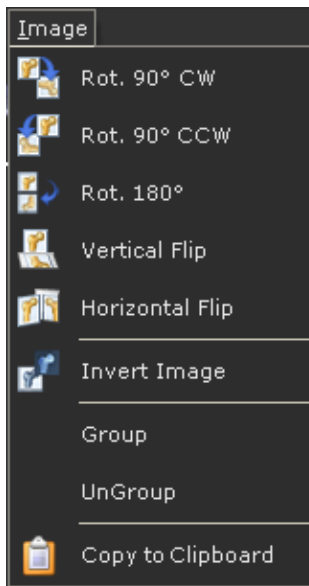 Image
Rot. 90° CW
Rot. 90° CCW
Rot. 180°
Vertical Flip
Horizontal Flip
Invert Image
Group
UnGroup
Copy to Clipboard